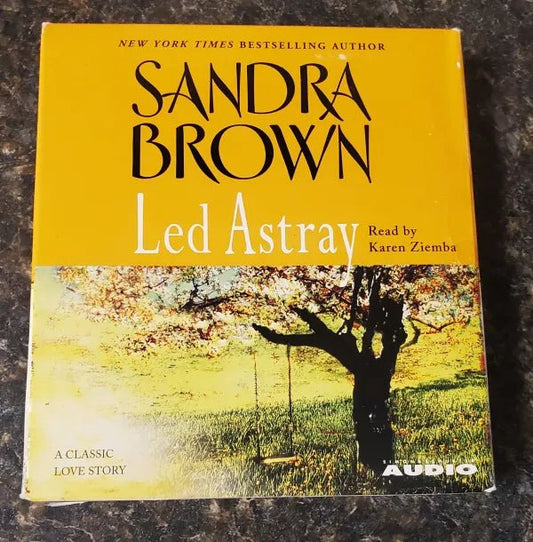 NEW YORK TIMES BESTSELLING AUTHOR
SANDRA
BROWN
Led Astray
Read by
Karen Ziemba
A CLASSIC
LOVE STORY
AUDIO